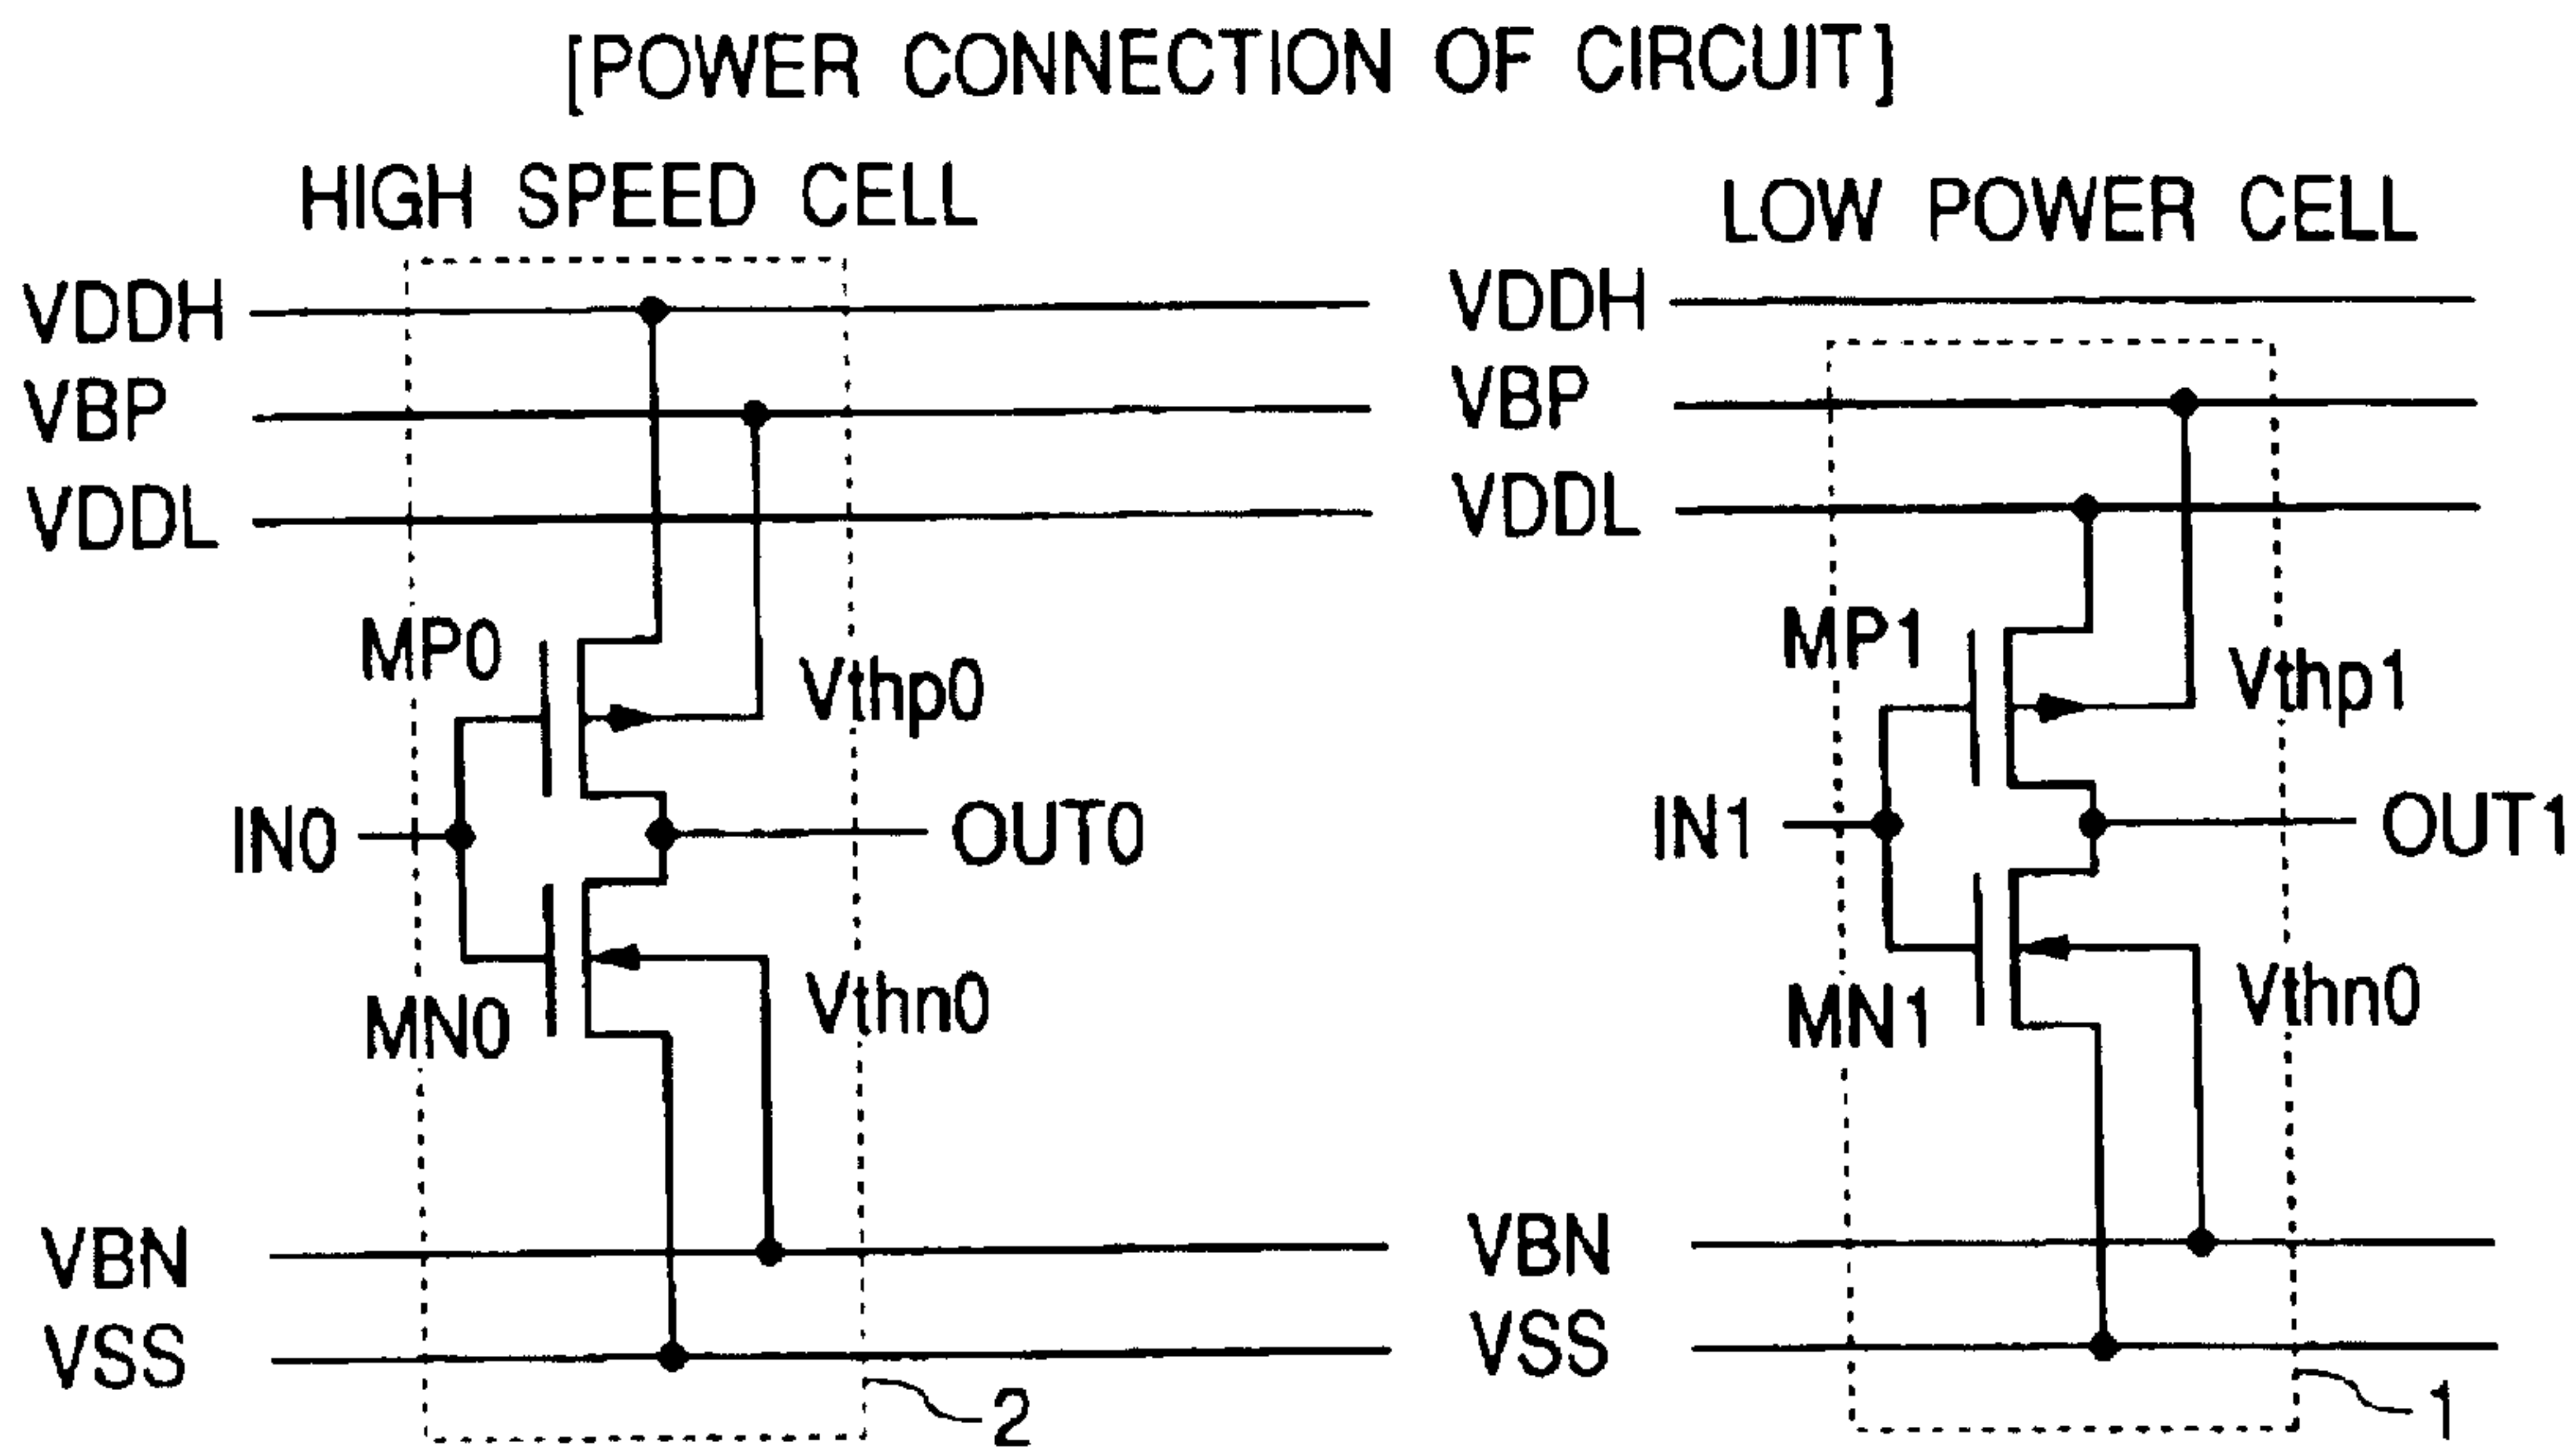 [POWER CONNECTION OF CIRCUIT]
HIGH SPEED CELL
VDDH
VBP
VDDL
MP0
Vthp0
IN0
OUT0
MN0
Vthn0
VBN
VSS
2
LOW POWER CELL
VDDH
VBP
VDDL
MP1
Vthp1
IN1
OUT1
MN1
Vthn0
VBN
VSS
1